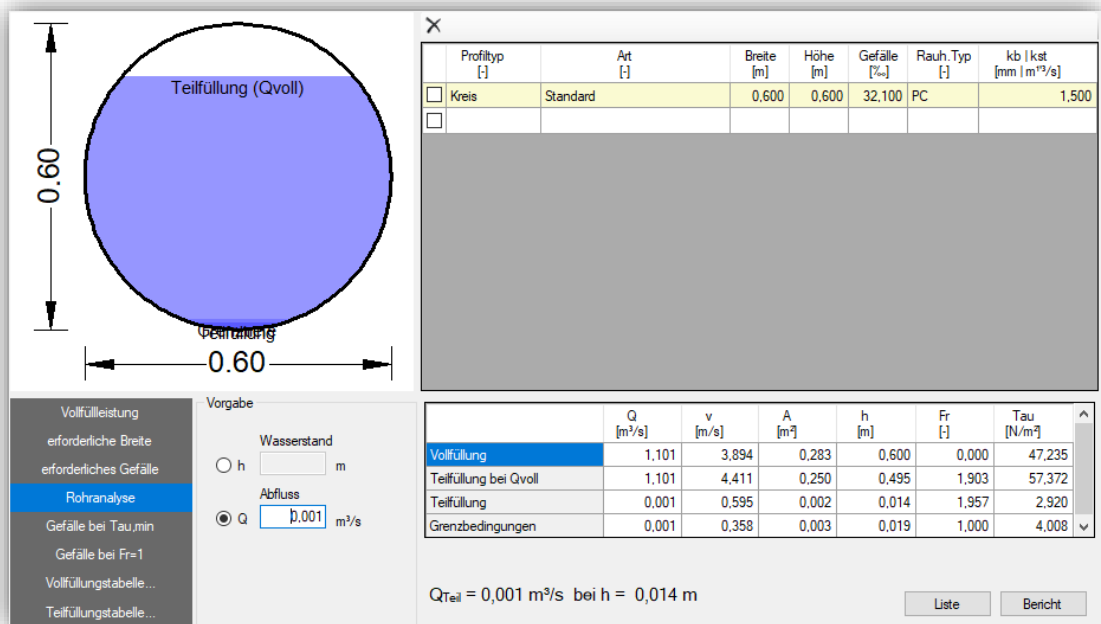 Teilfüllung (Qvoll)
0.60
Teilfüllung
0.60
Profiltyp [-] Art [-] Breite [m] Höhe [m] Gefälle [‰] Rauh.Typ [-] kb | kst [mm | m¹'³/s]
Kreis Standard 0,600 0,600 32,100 PC 1,500
Vollfülleistung
erforderliche Breite
erforderliches Gefälle
Rohranalyse
Gefälle bei Tau,min
Gefälle bei Fr=1
Vollfüllungstabelle...
Teilfüllungstabelle...
Vorgabe
Wasserstand
h m
Abfluss
Q 0,001 m³/s
Q [m³/s] v [m/s] A [m²] h [m] Fr [-] Tau [N/m²]
Vollfüllung 1,101 3,894 0,283 0,600 0,000 47,235
Teilfüllung bei Qvoll 1,101 4,411 0,250 0,495 1,903 57,372
Teilfüllung 0,001 0,595 0,002 0,014 1,957 2,920
Grenzbedingungen 0,001 0,358 0,003 0,019 1,000 4,008
QTeil = 0,001 m³/s bei h = 0,014 m
Liste
Bericht